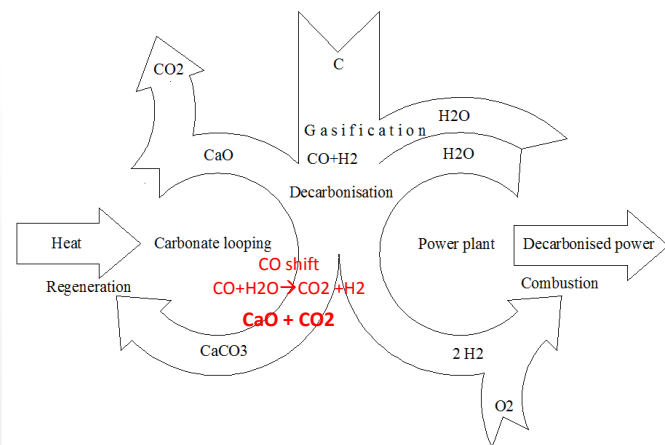 C
CO2
H2O
G a s i f i c a t i o n
CaO
CO+H2
H2O
Decarbonisation
Heat
Carbonate looping
Power plant
Decarbonised power
CO shift
Regeneration
CO+H2O→CO2 +H2
Combustion
CaO + CO2
CaCO3
2 H2
O2